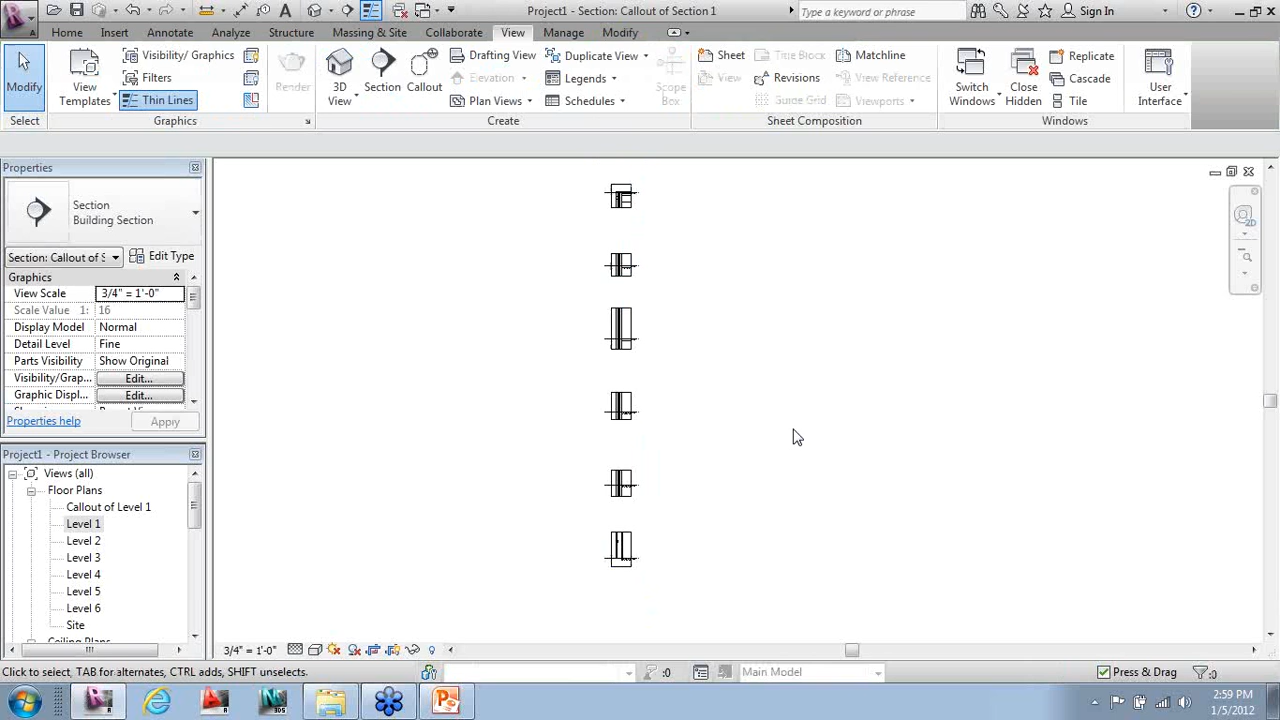 Project1 - Section: Callout of Section 1
Type a keyword or phrase
Sign In
Home Insert Annotate Analyze Structure Massing & Site Collaborate View Manage Modify
Modify
View Templates
Visibility/ Graphics
Filters
Thin Lines
Render
3D View
Section
Callout
Drafting View
Elevation
Plan Views
Duplicate View
Legends
Schedules
Scope Box
Sheet
View
Title Block
Revisions
Guide Grid
Matchline
View Reference
Viewports
Switch Windows
Close Hidden
Replicate
Cascade
Tile
User Interface
Select Graphics Create Sheet Composition Windows
Properties
Section
Building Section
Section: Callout of S
Edit Type
Graphics
View Scale 3/4" = 1'-0"
Scale Value 1: 16
Display Model Normal
Detail Level Fine
Parts Visibility Show Original
Visibility/Grap... Edit...
Graphic Displ... Edit...
Properties help Apply
Project1 - Project Browser
Views (all)
Floor Plans
Callout of Level 1
Level 1
Level 2
Level 3
Level 4
Level 5
Level 6
Site
Ceiling Plans
2D
3/4" = 1'-0"
Click to select, TAB for alternates, CTRL adds, SHIFT unselects.
:0
Main Model
Press & Drag
:0
2:59 PM
1/5/2012